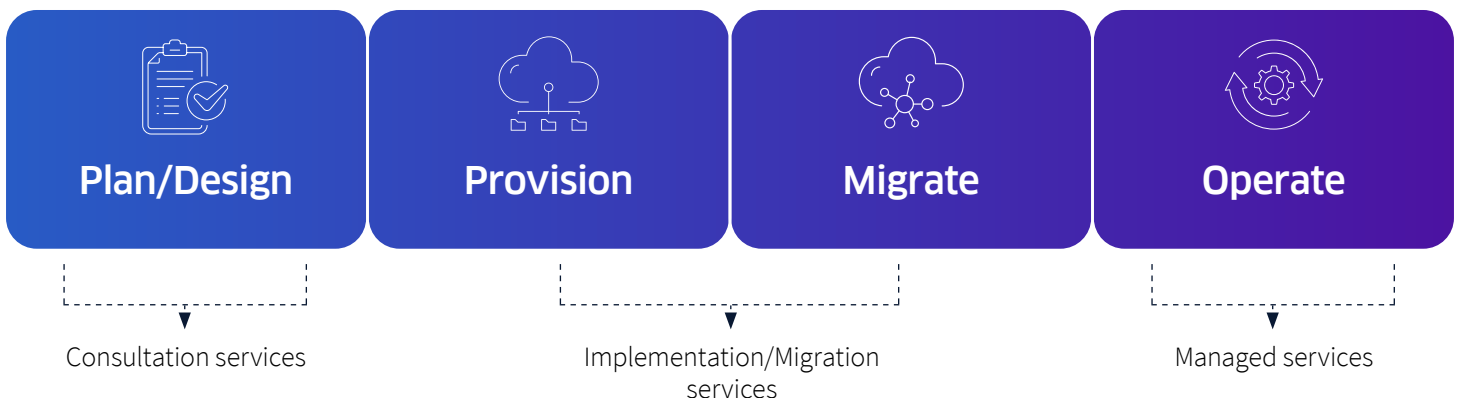 Plan/Design
Provision
Migrate
Operate
Consultation services
Implementation/Migration
services
Managed services